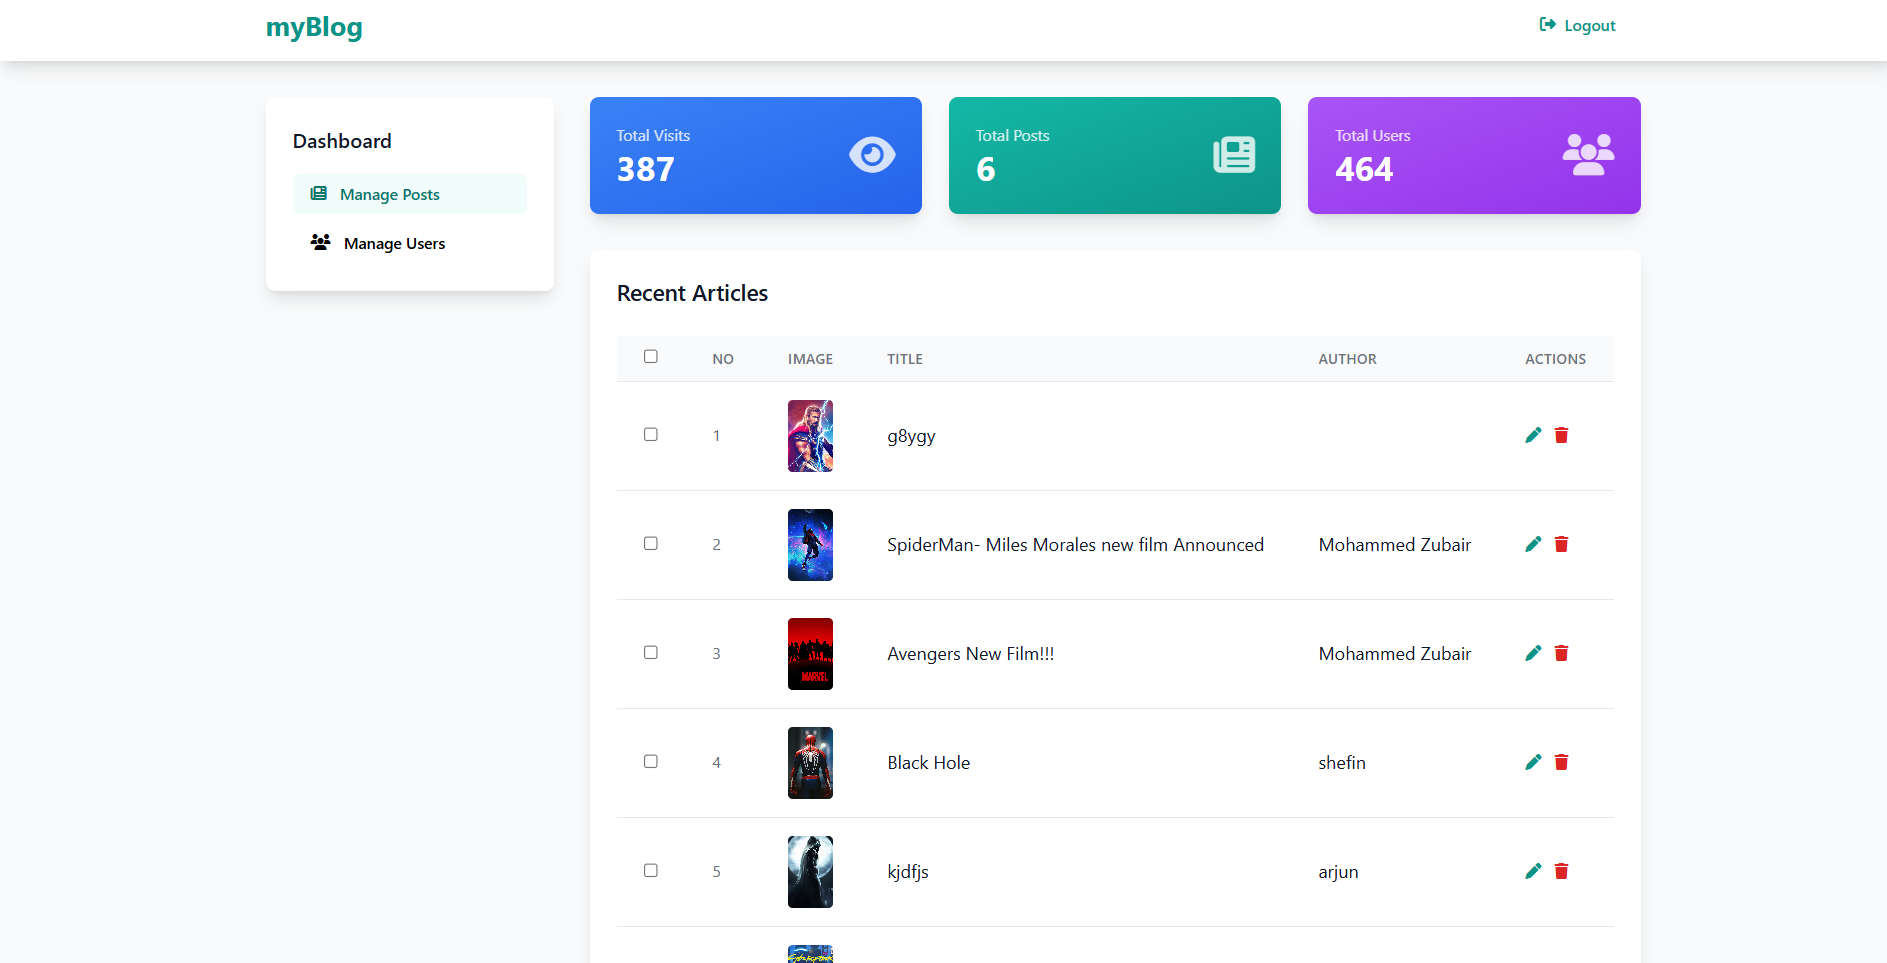 myBlog
Logout
Dashboard
Manage Posts
Manage Users
Total Visits
387
Total Posts
6
Total Users
464
Recent Articles
NO IMAGE TITLE AUTHOR ACTIONS
1 g8ygy
2 SpiderMan- Miles Morales new film Announced Mohammed Zubair
3 Avengers New Film!!! Mohammed Zubair
MARVEL
4 Black Hole shefin
5 kjdfjs arjun